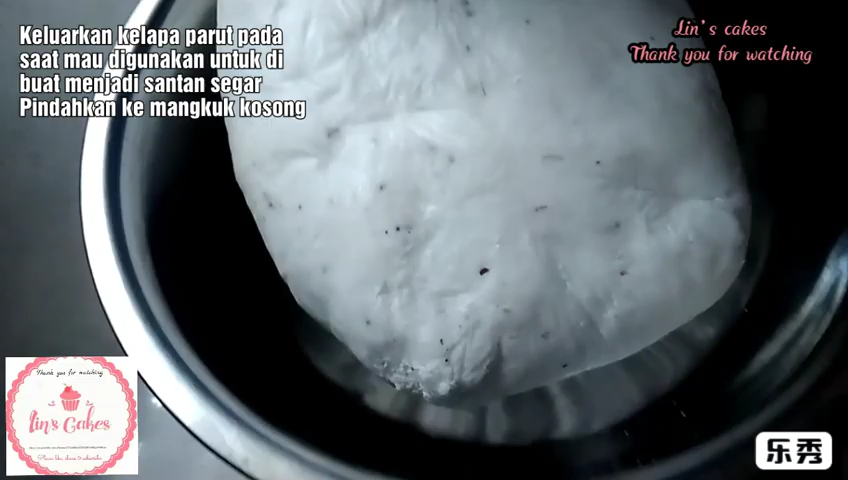 Keluarkan kelapa parut pada
saat mau digunakan untuk di
buat menjadi santan segar
Pindahkan ke mangkuk kosong
Lin's cakes
Thank you for watching
Thank you for watching
Lin's Cakes
乐秀